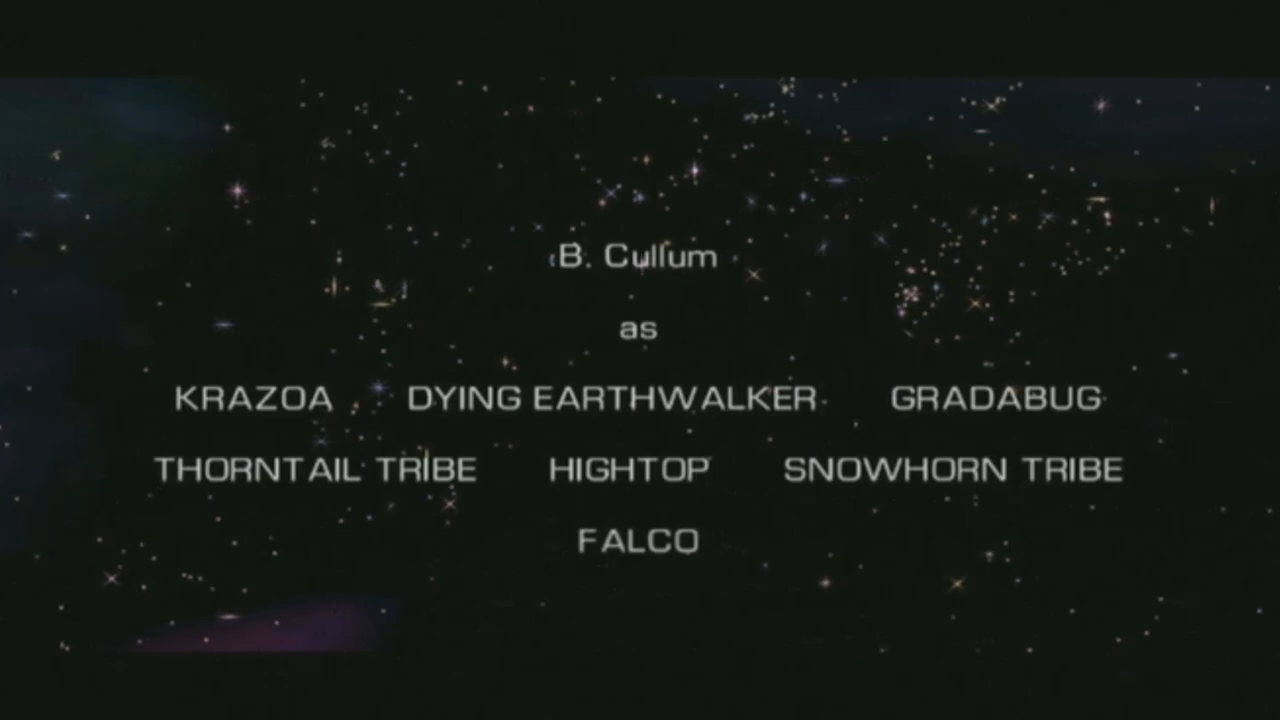 B. Cullum
as
KRAZOA DYING EARTHWALKER GRADABUG
THORNTAIL TRIBE HIGHTOP SNOWHORN TRIBE
FALCO